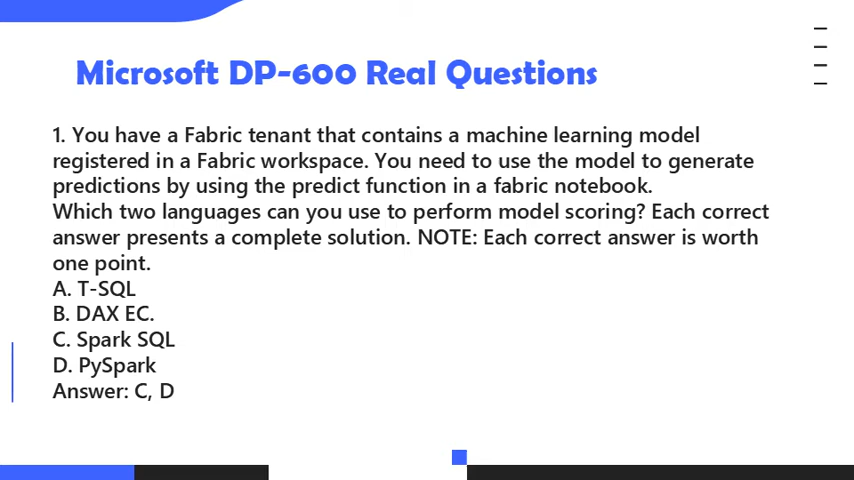 Microsoft DP-600 Real Questions
1. You have a Fabric tenant that contains a machine learning model
registered in a Fabric workspace. You need to use the model to generate
predictions by using the predict function in a fabric notebook.
Which two languages can you use to perform model scoring? Each correct
answer presents a complete solution. NOTE: Each correct answer is worth
one point.
A. T-SQL
B. DAX EC.
C. Spark SQL
D. PySpark
Answer: C, D